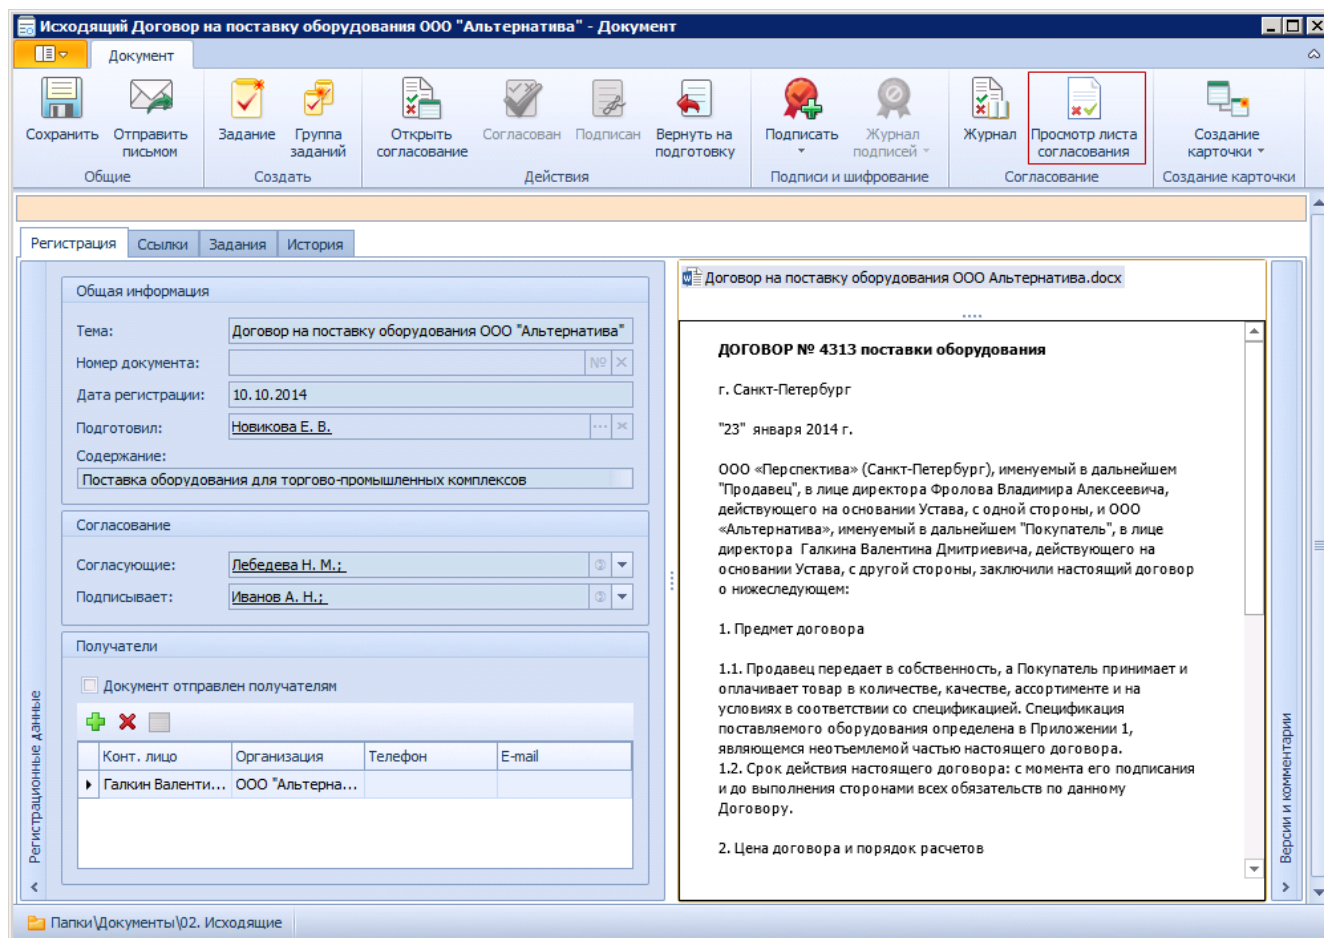 Исходящий Договор на поставку оборудования ООО "Альтернатива" - Документ
Документ
Сохранить
Отправить
письмом
Задание
Группа
заданий
Открыть
согласование
Согласован
Подписан
Вернуть на
подготовку
Подписать
Журнал
подписей
Журнал
Просмотр листа
согласования
Создание
карточки
Общие
Создать
Действия
Подписи и шифрование
Согласование
Создание карточки
Регистрация
Ссылки
Задания
История
Регистрационные данные
Общая информация
Тема:
Договор на поставку оборудования ООО "Альтернатива"
Номер документа:
№
Дата регистрации:
10.10.2014
Подготовил:
Новикова Е. В.
Содержание:
Поставка оборудования для торгово-промышленных комплексов
Согласование
Согласующие:
Лебедева Н. М.;
Подписывает:
Иванов А. Н.;
Получатели
Документ отправлен получателям
Конт. лицо
Организация
Телефон
E-mail
Галкин Валенти...
ООО "Альтерна...
Договор на поставку оборудования ООО Альтернатива.docx
ДОГОВОР № 4313 поставки оборудования
г. Санкт-Петербург
"23" января 2014 г.
ООО «Перспектива» (Санкт-Петербург), именуемый в дальнейшем
"Продавец", в лице директора Фролова Владимира Алексеевича,
действующего на основании Устава, с одной стороны, и ООО
«Альтернатива», именуемый в дальнейшем "Покупатель", в лице
директора Галкина Валентина Дмитриевича, действующего на
основании Устава, с другой стороны, заключили настоящий договор
о нижеследующем:
1. Предмет договора
1.1. Продавец передает в собственность, а Покупатель принимает и
оплачивает товар в количестве, качестве, ассортименте и на
условиях в соответствии со спецификацией. Спецификация
поставляемого оборудования определена в Приложении 1,
являющемся неотъемлемой частью настоящего договора.
1.2. Срок действия настоящего договора: с момента его подписания
и до выполнения сторонами всех обязательств по данному
Договору.
2. Цена договора и порядок расчетов
Версии и комментарии
Папки\Документы\02. Исходящие